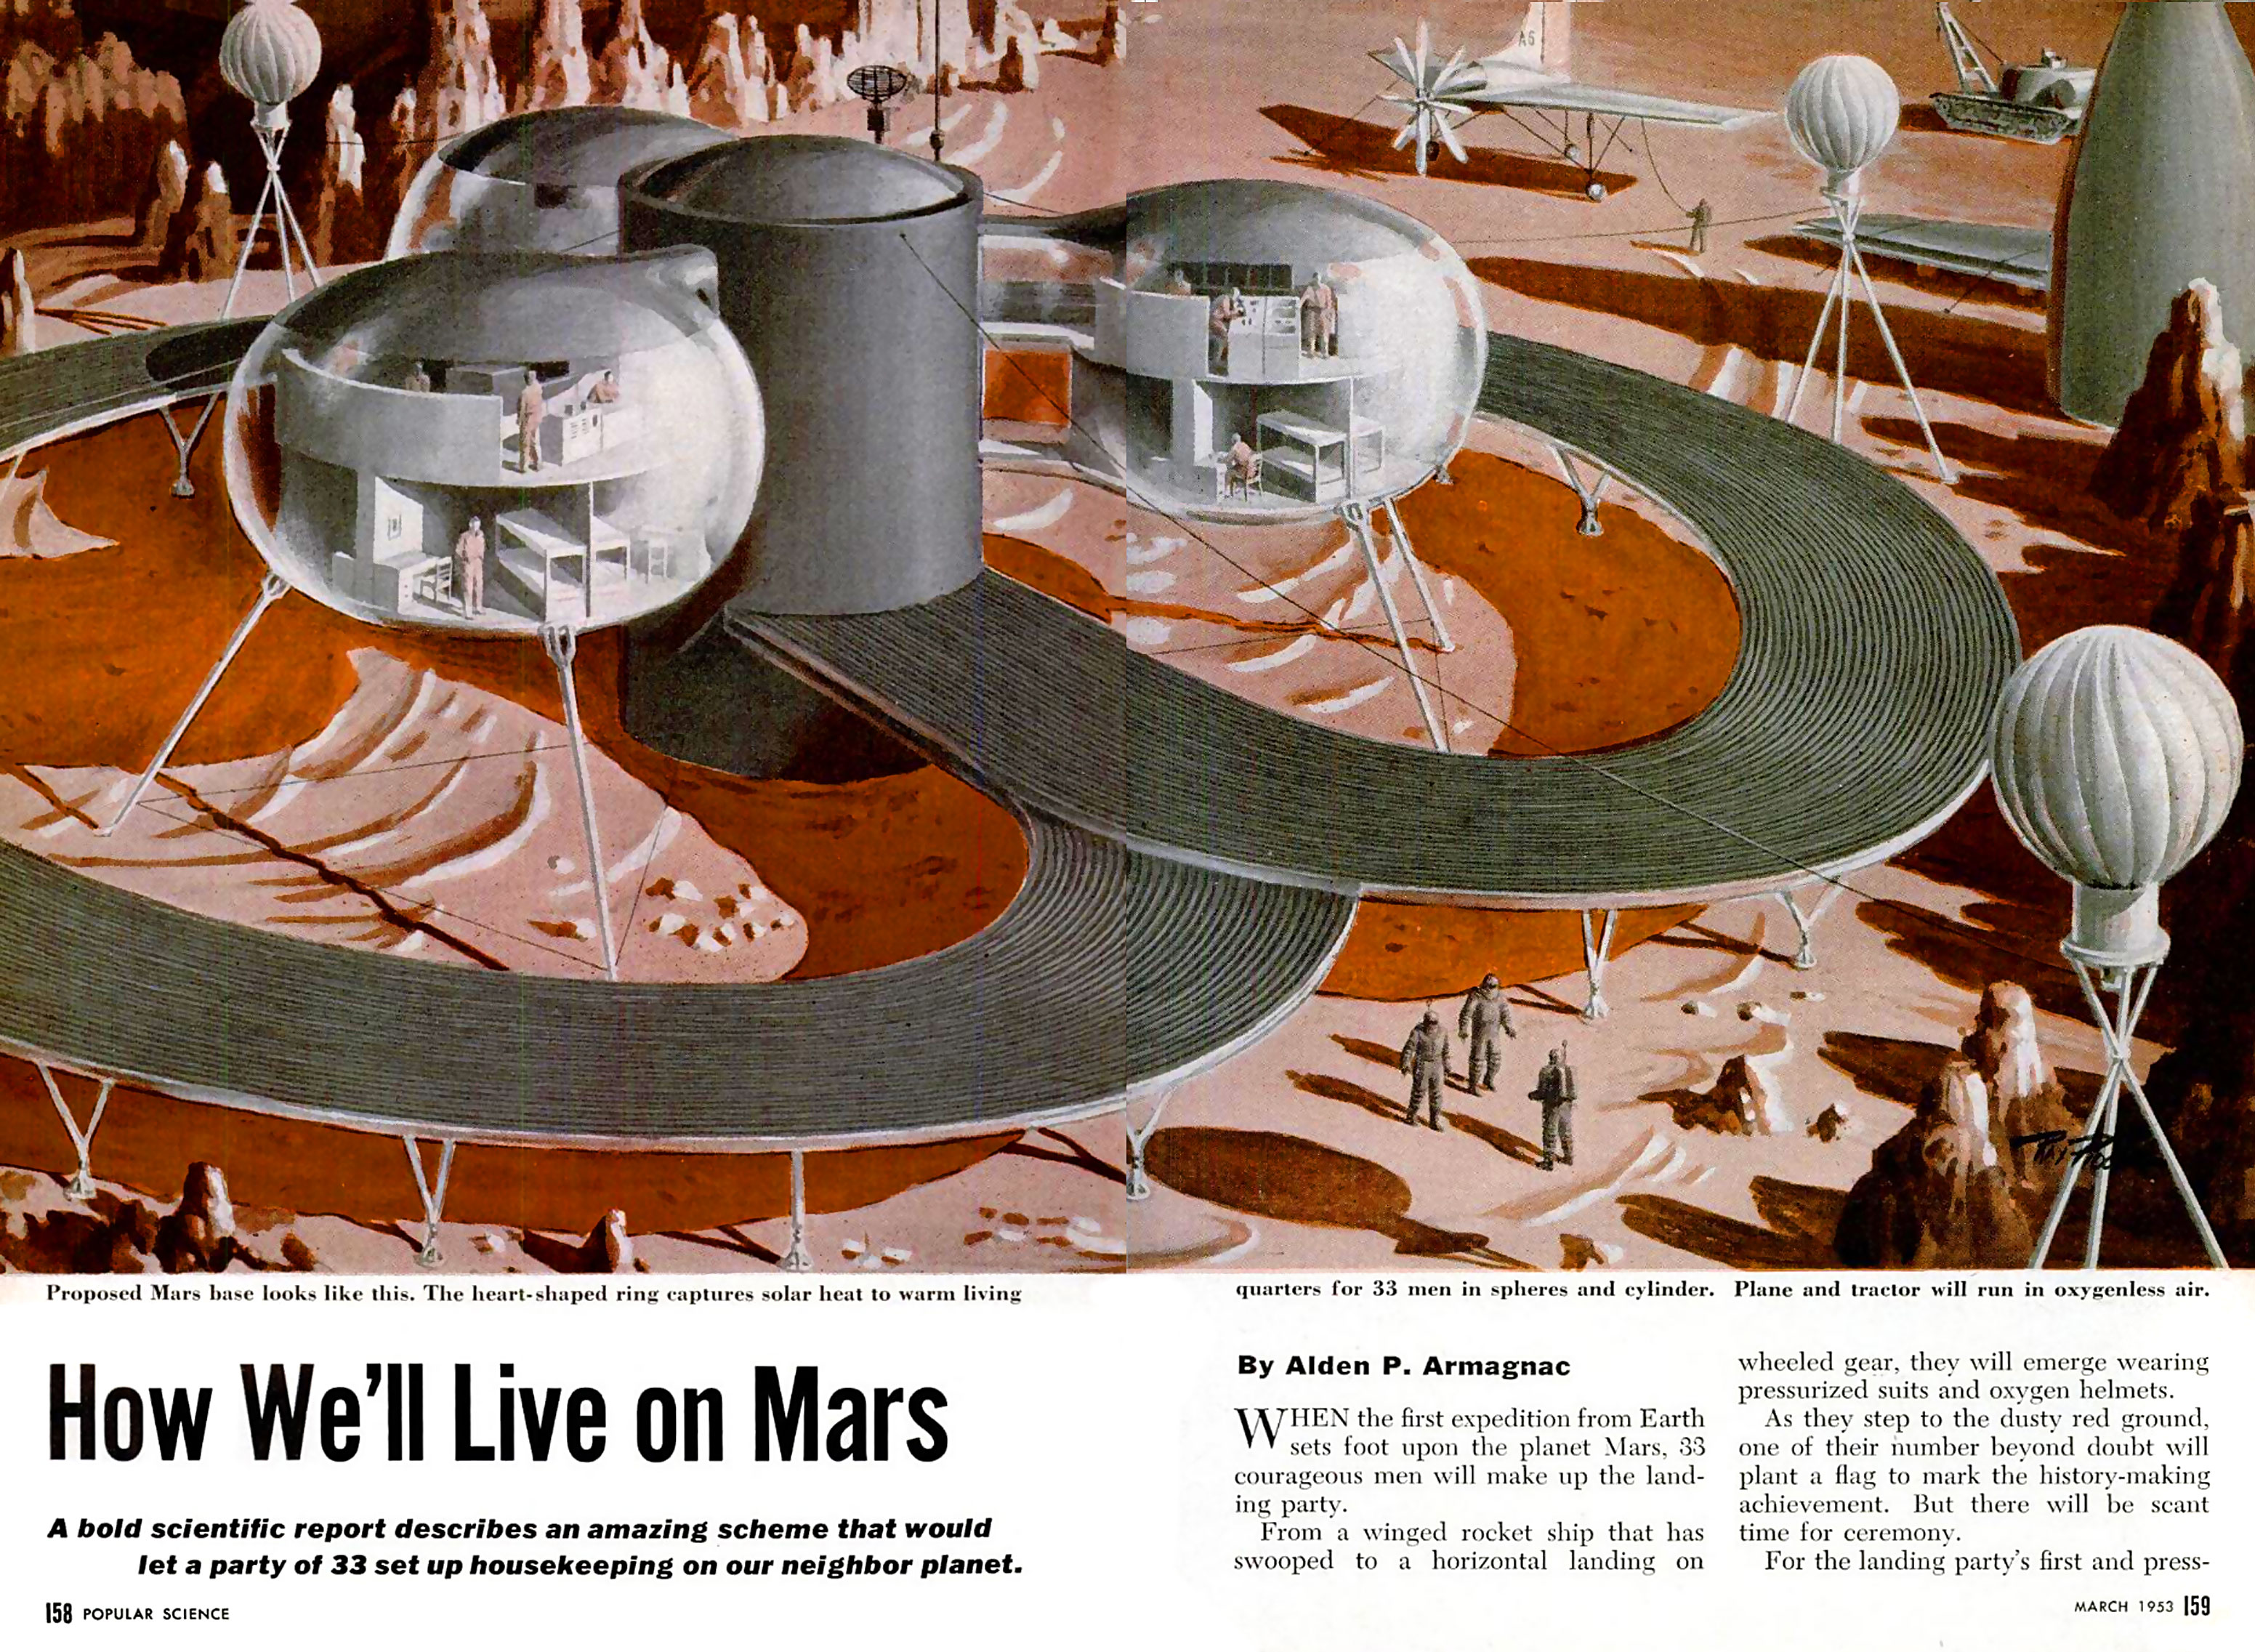 A5
Proposed Mars base looks like this. The heart-shaped ring captures solar heat to warm living
quarters for 33 men in spheres and cylinder. Plane and tractor will run in oxygenless air.
How We'll Live on Mars
A bold scientific report describes an amazing scheme that would
let a party of 33 set up housekeeping on our neighbor planet.
By Alden P. Armagnac
WHEN the first expedition from Earth
sets foot upon the planet Mars, 33
courageous men will make up the land-
ing party.
From a winged rocket ship that has
swooped to a horizontal landing on
wheeled gear, they will emerge wearing
pressurized suits and oxygen helmets.
As they step to the dusty red ground,
one of their number beyond doubt will
plant a flag to mark the history-making
achievement. But there will be scant
time for ceremony.
For the landing party's first and press-
158 POPULAR SCIENCE
MARCH 1953 159